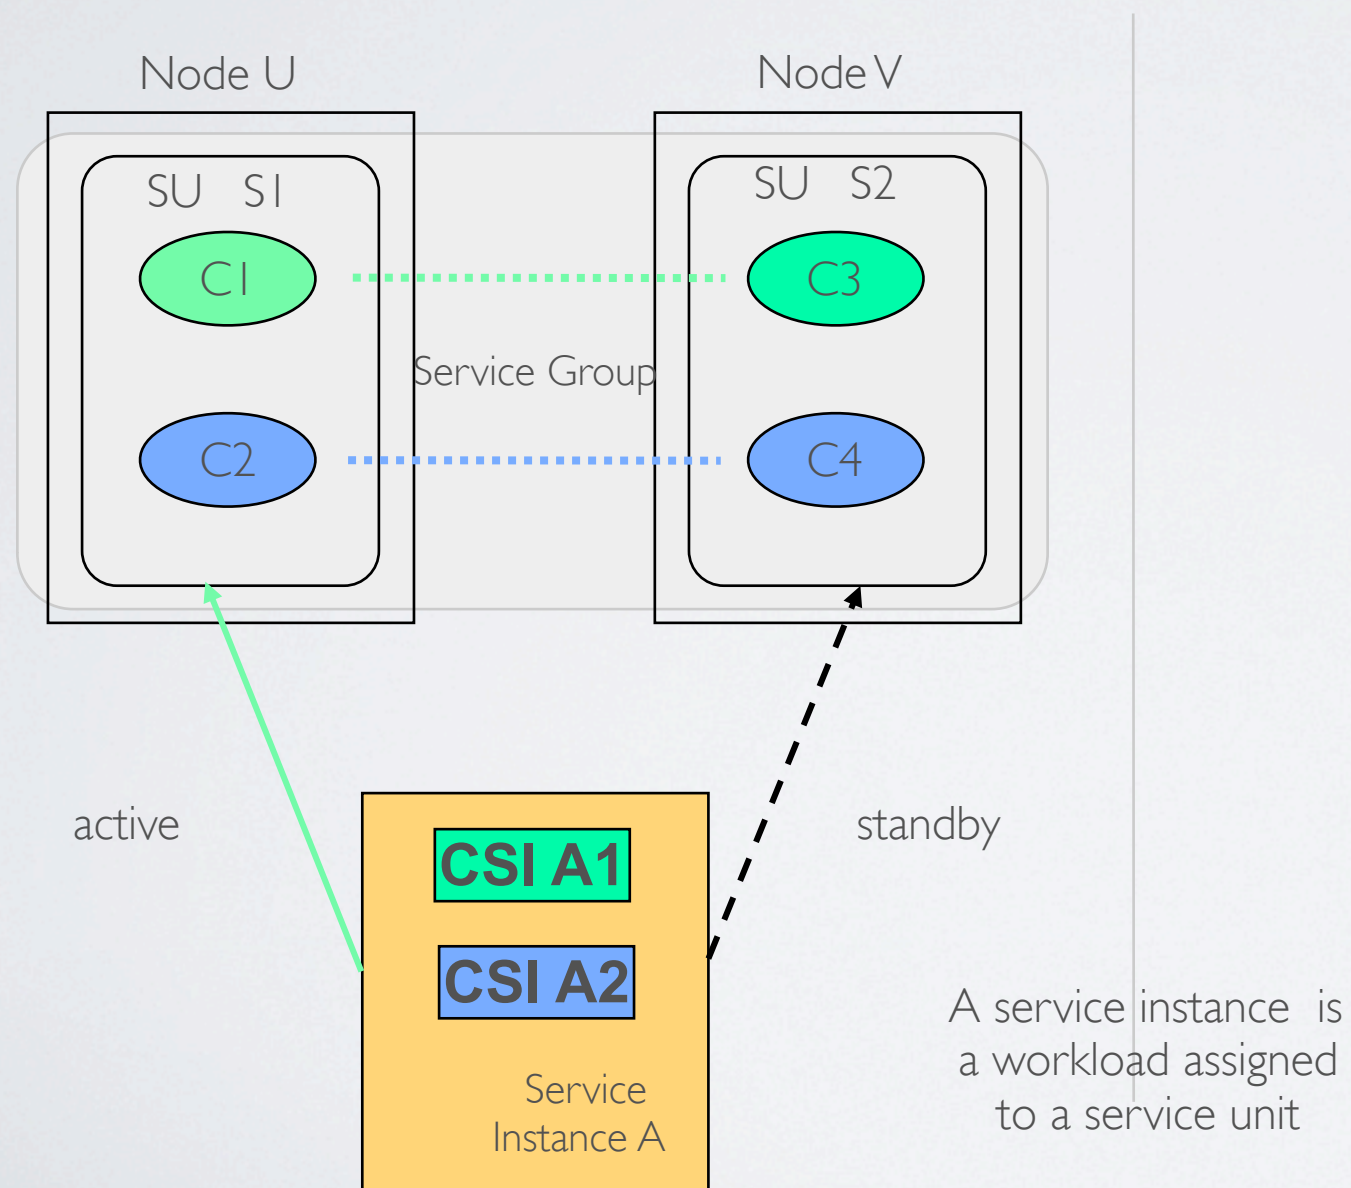 Node U
Node V
SU S1
SU S2
C1
C3
Service Group
C2
C4
active
standby
CSI A1
CSI A2
Service
Instance A
A service instance is
a workload assigned
to a service unit